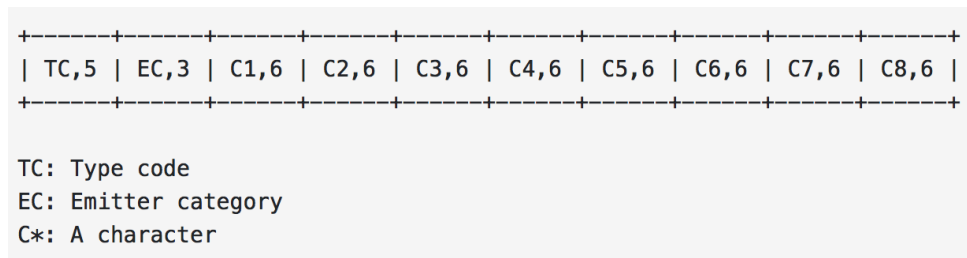 +------+------+------+------+------+------+------+------+------+------+
| TC,5 | EC,3 | C1,6 | C2,6 | C3,6 | C4,6 | C5,6 | C6,6 | C7,6 | C8,6 |
+------+------+------+------+------+------+------+------+------+------+
TC: Type code
EC: Emitter category
C*: A character